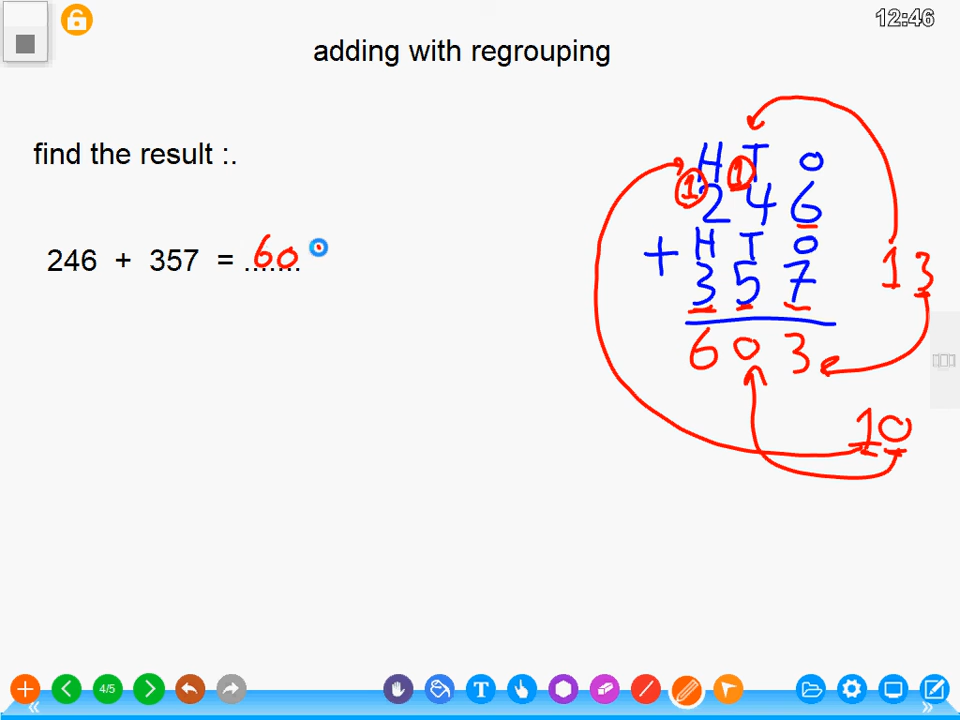 12:46
adding with regrouping
find the result :.
246 + 357 = ....... 60
H T O
1 1
2 4 6
+ H T O
3 5 7
13
6 0 3
10
4/5
T